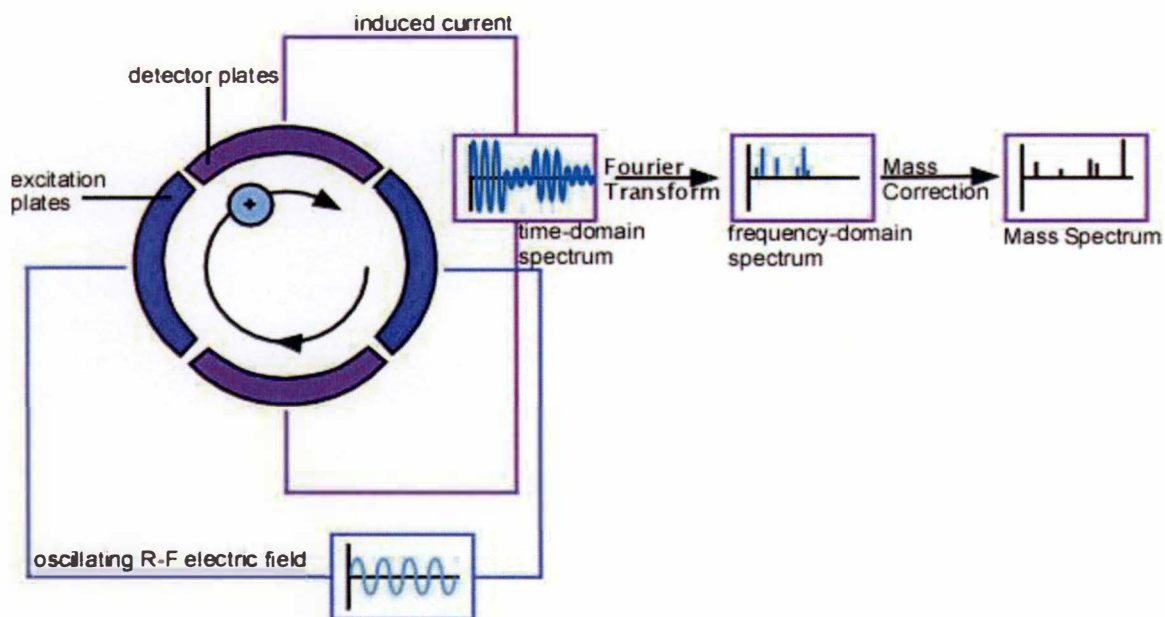 induced current
detector plates
excitation
plates
+
Fourier
Transform
Mass
Correction
time-domain
spectrum
frequency-domain
spectrum
Mass Spectrum
oscillating R-F electric field